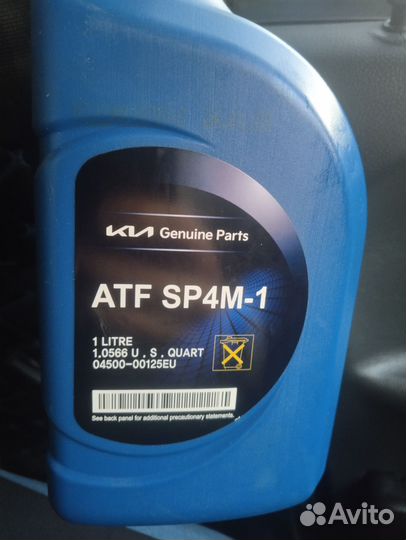 KIA Genuine Parts
ATF SP4M-1
1 LITRE
1.0566 U . S . QUART
04500-00125EU
See back panel for additional precautionary statements.
Avito